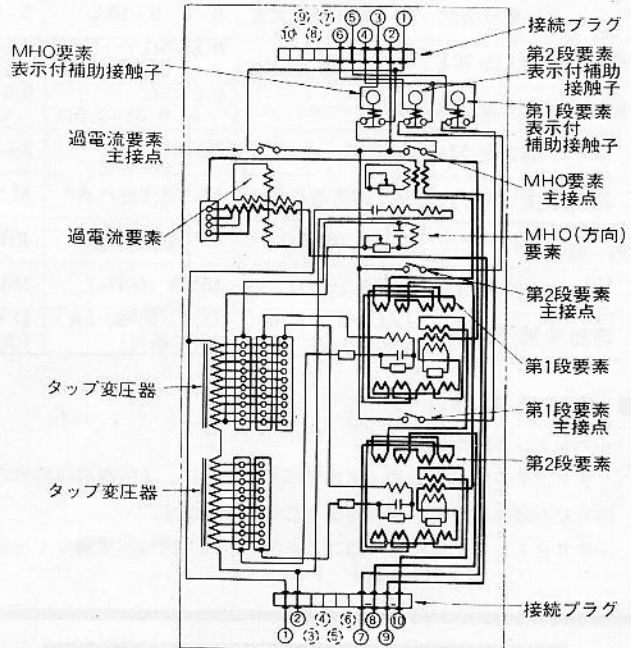 ⑨ ⑦ ⑤ ③ ①
⑩ ⑧ ⑥ ④ ②
接続プラグ
MHO要素
表示付補助接触子
第2段要素
表示付補助
接触子
第1段要素
表示付
補助接触子
過電流要素
主接点
MHO要素
主接点
過電流要素
MHO(方向)
要素
第2段要素
主接点
第1段要素
タップ変圧器
第1段要素
主接点
第2段要素
タップ変圧器
接続プラグ
① ② ③ ④ ⑤ ⑥ ⑦ ⑧ ⑨ ⑩